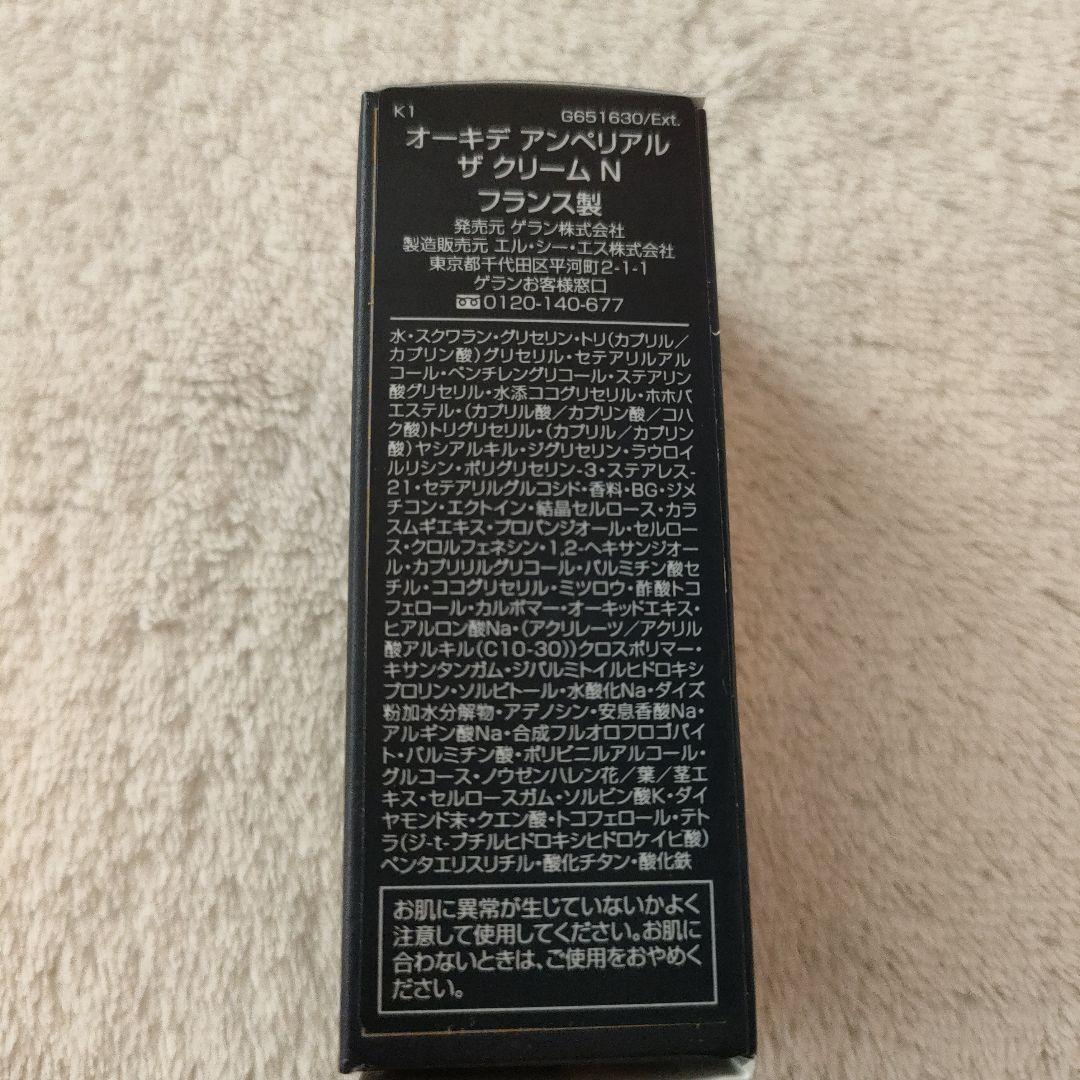 K1 G651630/Ext.
オーキデ アンペリアル
ザ クリーム N
フランス製
発売元 ゲラン株式会社
製造販売元 エル・シー・エス株式会社
東京都千代田区平河町2-1-1
ゲランお客様窓口
0120-140-677
水・スクワラン・グリセリン・トリ(カプリル/
カプリン酸)グリセリル・セテアリルアル
コール・ペンチレングリコール・ステアリン
酸グリセリル・水添ココグリセリル・ホホバ
エステル・(カプリル酸/カプリン酸/コハ
ク酸)トリグリセリル・(カプリル/カプリン
酸)ヤシアルキル・ジグリセリン・ラウロイ
ルリシン・ポリグリセリン-3・ステアレス-
21・セテアリルグルコシド・香料・BG・ジメ
チコン・エクトイン・結晶セルロース・カラ
スムギエキス・プロパンジオール・セルロー
ス・クロルフェネシン・1,2-ヘキサンジオー
ル・カプリリルグリコール・パルミチン酸セ
チル・ココグリセリル・ミツロウ・酢酸トコ
フェロール・カルボマー・オーキッドエキス・
ヒアルロン酸Na・(アクリレーツ/アクリル
酸アルキル(C10-30))クロスポリマー・
キサンタンガム・ジパルミトイルヒドロキシ
プロリン・ソルビトール・水酸化Na・ダイズ
粉加水分解物・アデノシン・安息香酸Na・
アルギン酸Na・合成フルオロフロゴパイ
ト・パルミチン酸・ポリビニルアルコール・
グルコース・ノウゼンハレン花/葉/茎エ
キス・セルロースガム・ソルビン酸K・ダイ
ヤモンド末・クエン酸・トコフェロール・テト
ラ(ジ-t-ブチルヒドロキシヒドロケイヒ酸)
ペンタエリスリチル・酸化チタン・酸化鉄
お肌に異常が生じていないかよく
注意して使用してください。お肌に
合わないときは、ご使用をおやめく
ださい。